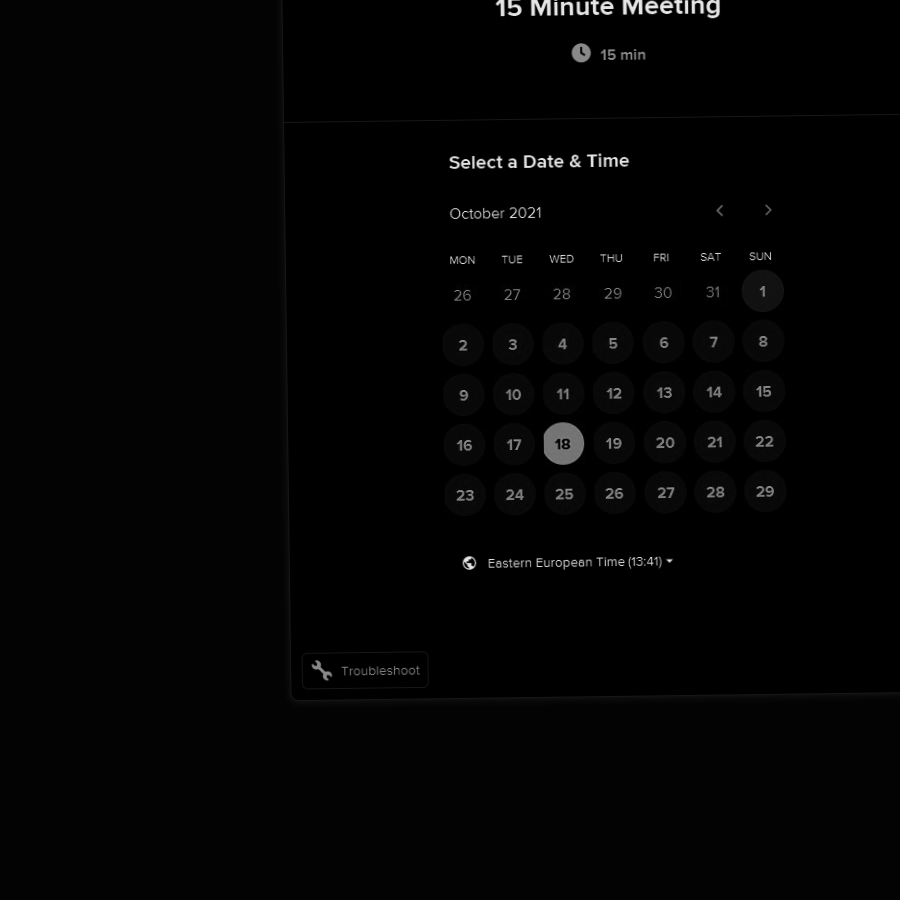 15 Minute Meeting
15 min
Select a Date & Time
October 2021
MON TUE WED THU FRI SAT SUN
26 27 28 29 30 31 1
2 3 4 5 6 7 8
9 10 11 12 13 14 15
16 17 18 19 20 21 22
23 24 25 26 27 28 29
Eastern European Time (13:41)
Troubleshoot